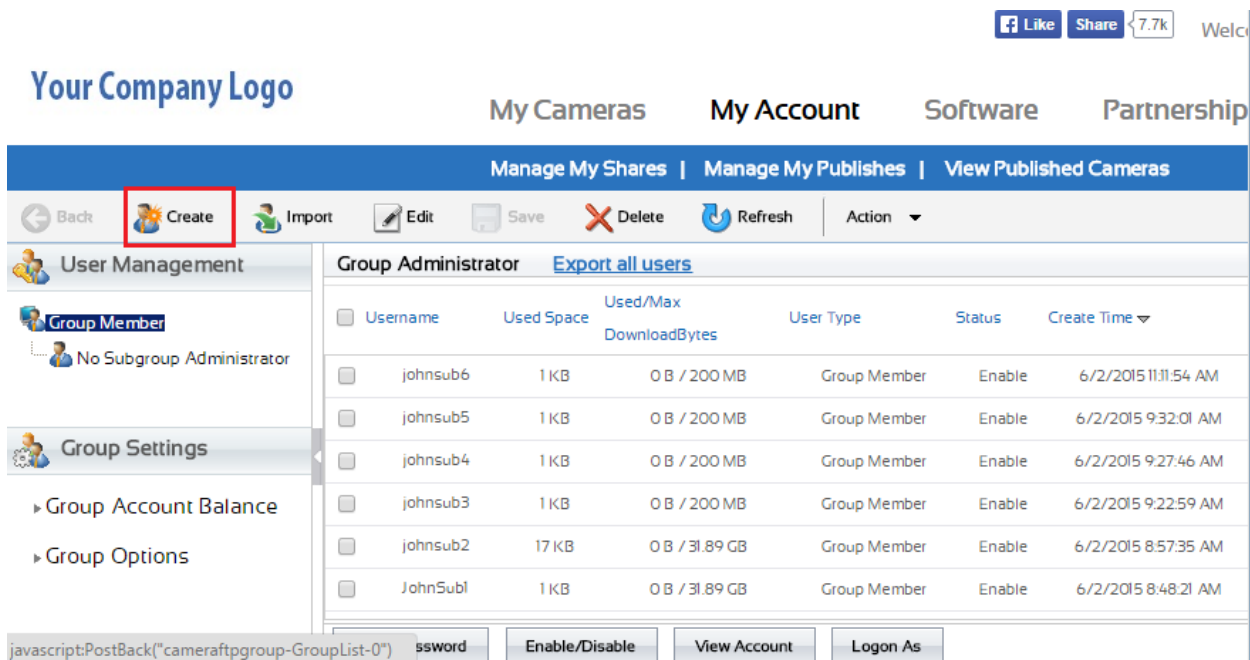 Like Share 7.7k Welc
Your Company Logo
My Cameras My Account Software Partnership
Manage My Shares | Manage My Publishes | View Published Cameras
Back Create Import Edit Save Delete Refresh Action
User Management
Group Member
No Subgroup Administrator
Group Settings
Group Account Balance
Group Options
Group Administrator Export all users
Username Used Space Used/Max DownloadBytes User Type Status Create Time
johnsub6 1 KB 0 B / 200 MB Group Member Enable 6/2/2015 11:11:54 AM
johnsub5 1 KB 0 B / 200 MB Group Member Enable 6/2/2015 9:32:01 AM
johnsub4 1 KB 0 B / 200 MB Group Member Enable 6/2/2015 9:27:46 AM
johnsub3 1 KB 0 B / 200 MB Group Member Enable 6/2/2015 9:22:59 AM
johnsub2 17 KB 0 B / 31.89 GB Group Member Enable 6/2/2015 8:57:35 AM
JohnSub1 1 KB 0 B / 31.89 GB Group Member Enable 6/2/2015 8:48:21 AM
ssword Enable/Disable View Account Logon As
javascript:PostBack("cameraftpgroup-GroupList-0")